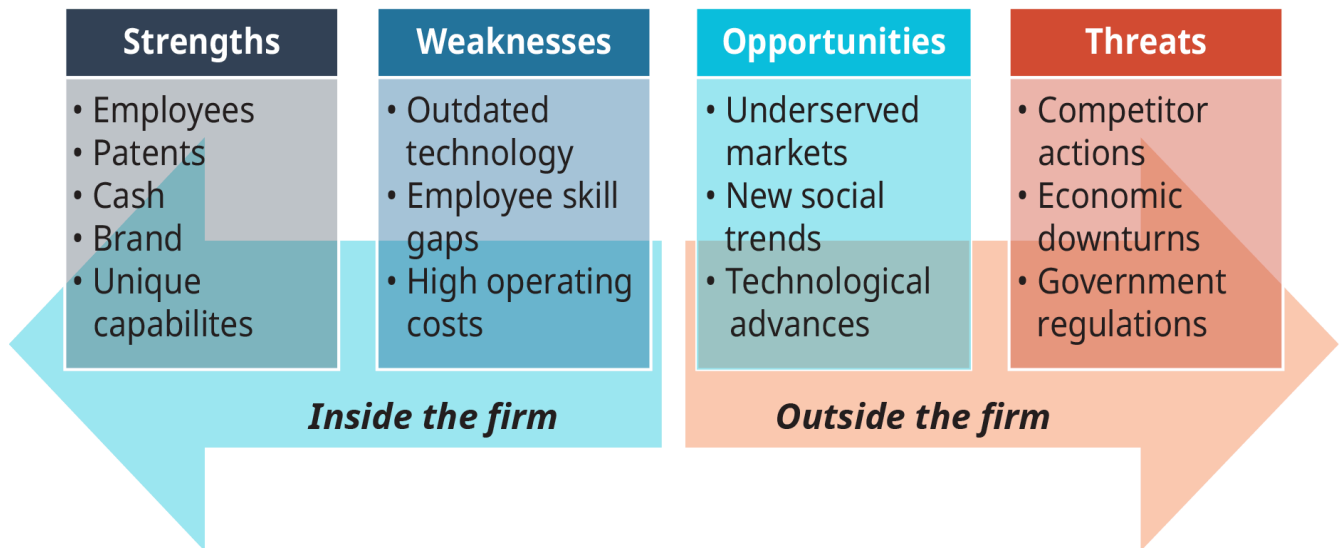 Strengths
• Employees
• Patents
• Cash
• Brand
• Unique
capabilites
Weaknesses
• Outdated
technology
• Employee skill
gaps
• High operating
costs
Opportunities
• Underserved
markets
• New social
trends
• Technological
advances
Threats
• Competitor
actions
• Economic
downturns
• Government
regulations
Inside the firm
Outside the firm